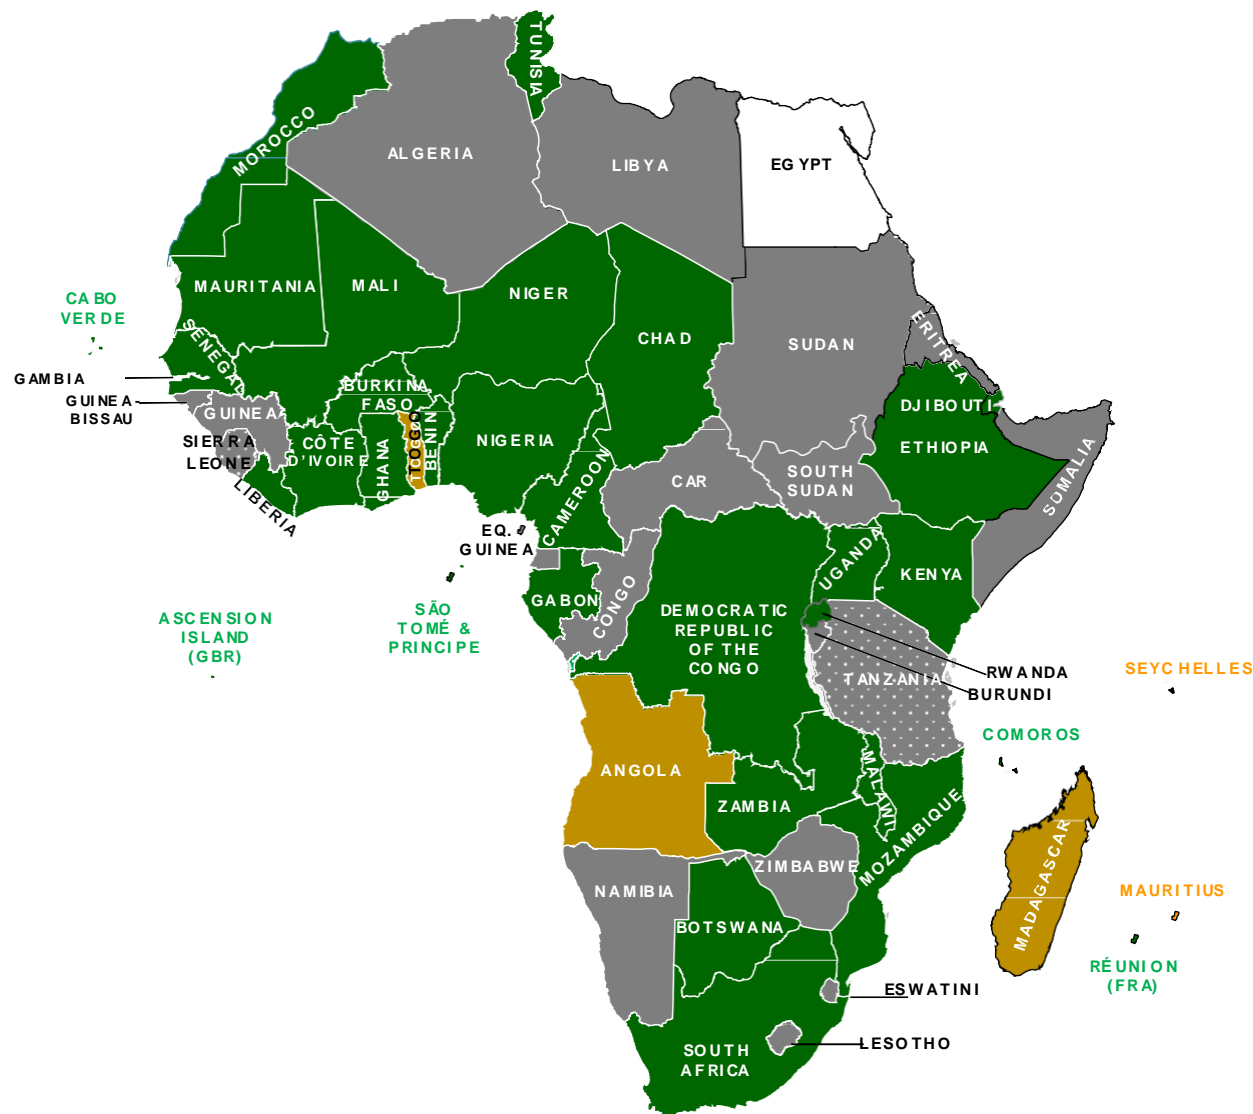 TUNISIA
MOROCCO
ALGERIA
LIBYA
EGYPT
MAURITANIA
MALI
NIGER
CABO
VERDE
CHAD
SUDAN
ERITREA
SENEGAL
GAMBIA
GUINEA-
BISSAU
GUINEA
BURKINA
FASO
DJIBOUTI
SIERRA
LEONE
CÔTE
D'IVOIRE
GHANA
TOGO
BENIN
NIGERIA
ETHIOPIA
LIBERIA
CAMEROON
CAR
SOUTH
SUDAN
SOMALIA
EQ.
GUINEA
UGANDA
KENYA
GABON
CONGO
ASCENSION
ISLAND
(GBR)
SÃO
TOMÉ &
PRINCIPE
DEMOCRATIC
REPUBLIC
OF THE
CONGO
RWANDA
BURUNDI
TANZANIA
SEYCHELLES
COMOROS
ANGOLA
ZAMBIA
MALAWI
MOZAMBIQUE
ZIMBABWE
NAMIBIA
BOTSWANA
MADAGASCAR
MAURITIUS
RÉUNION
(FRA)
ESWATINI
LESOTHO
SOUTH
AFRICA